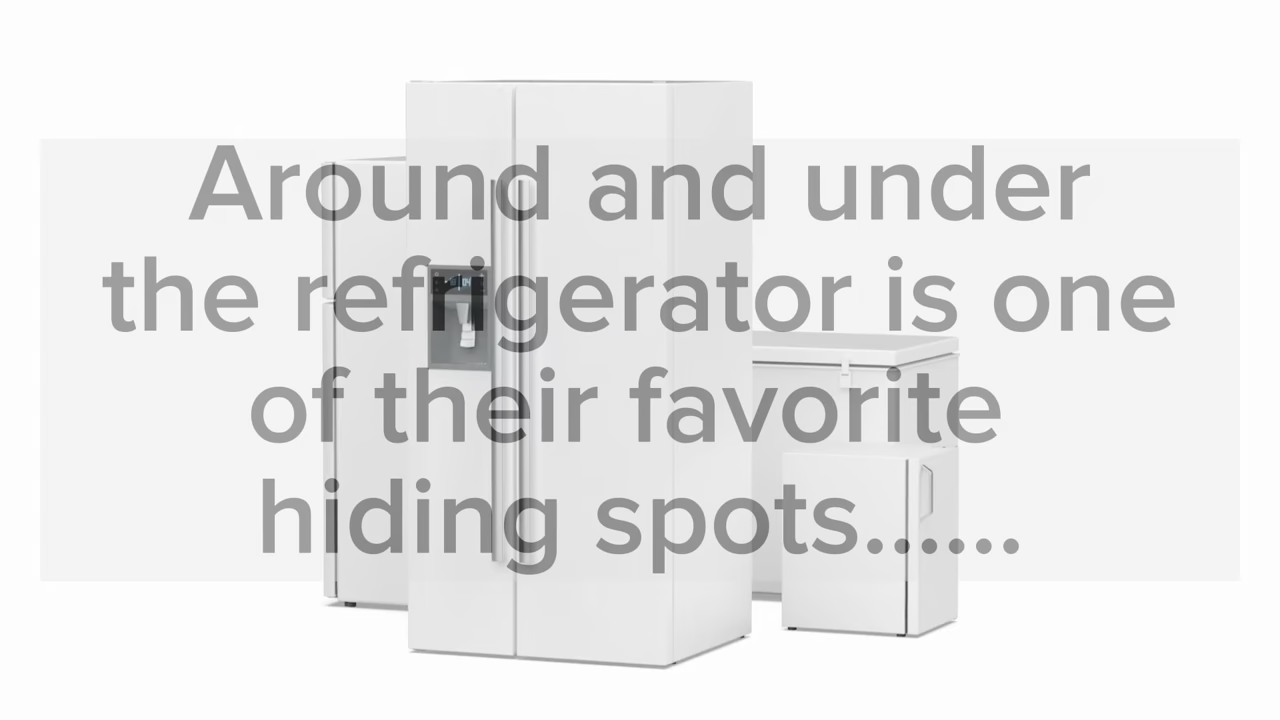 Around and under
the refrigerator is one
of their favorite
hiding spots......